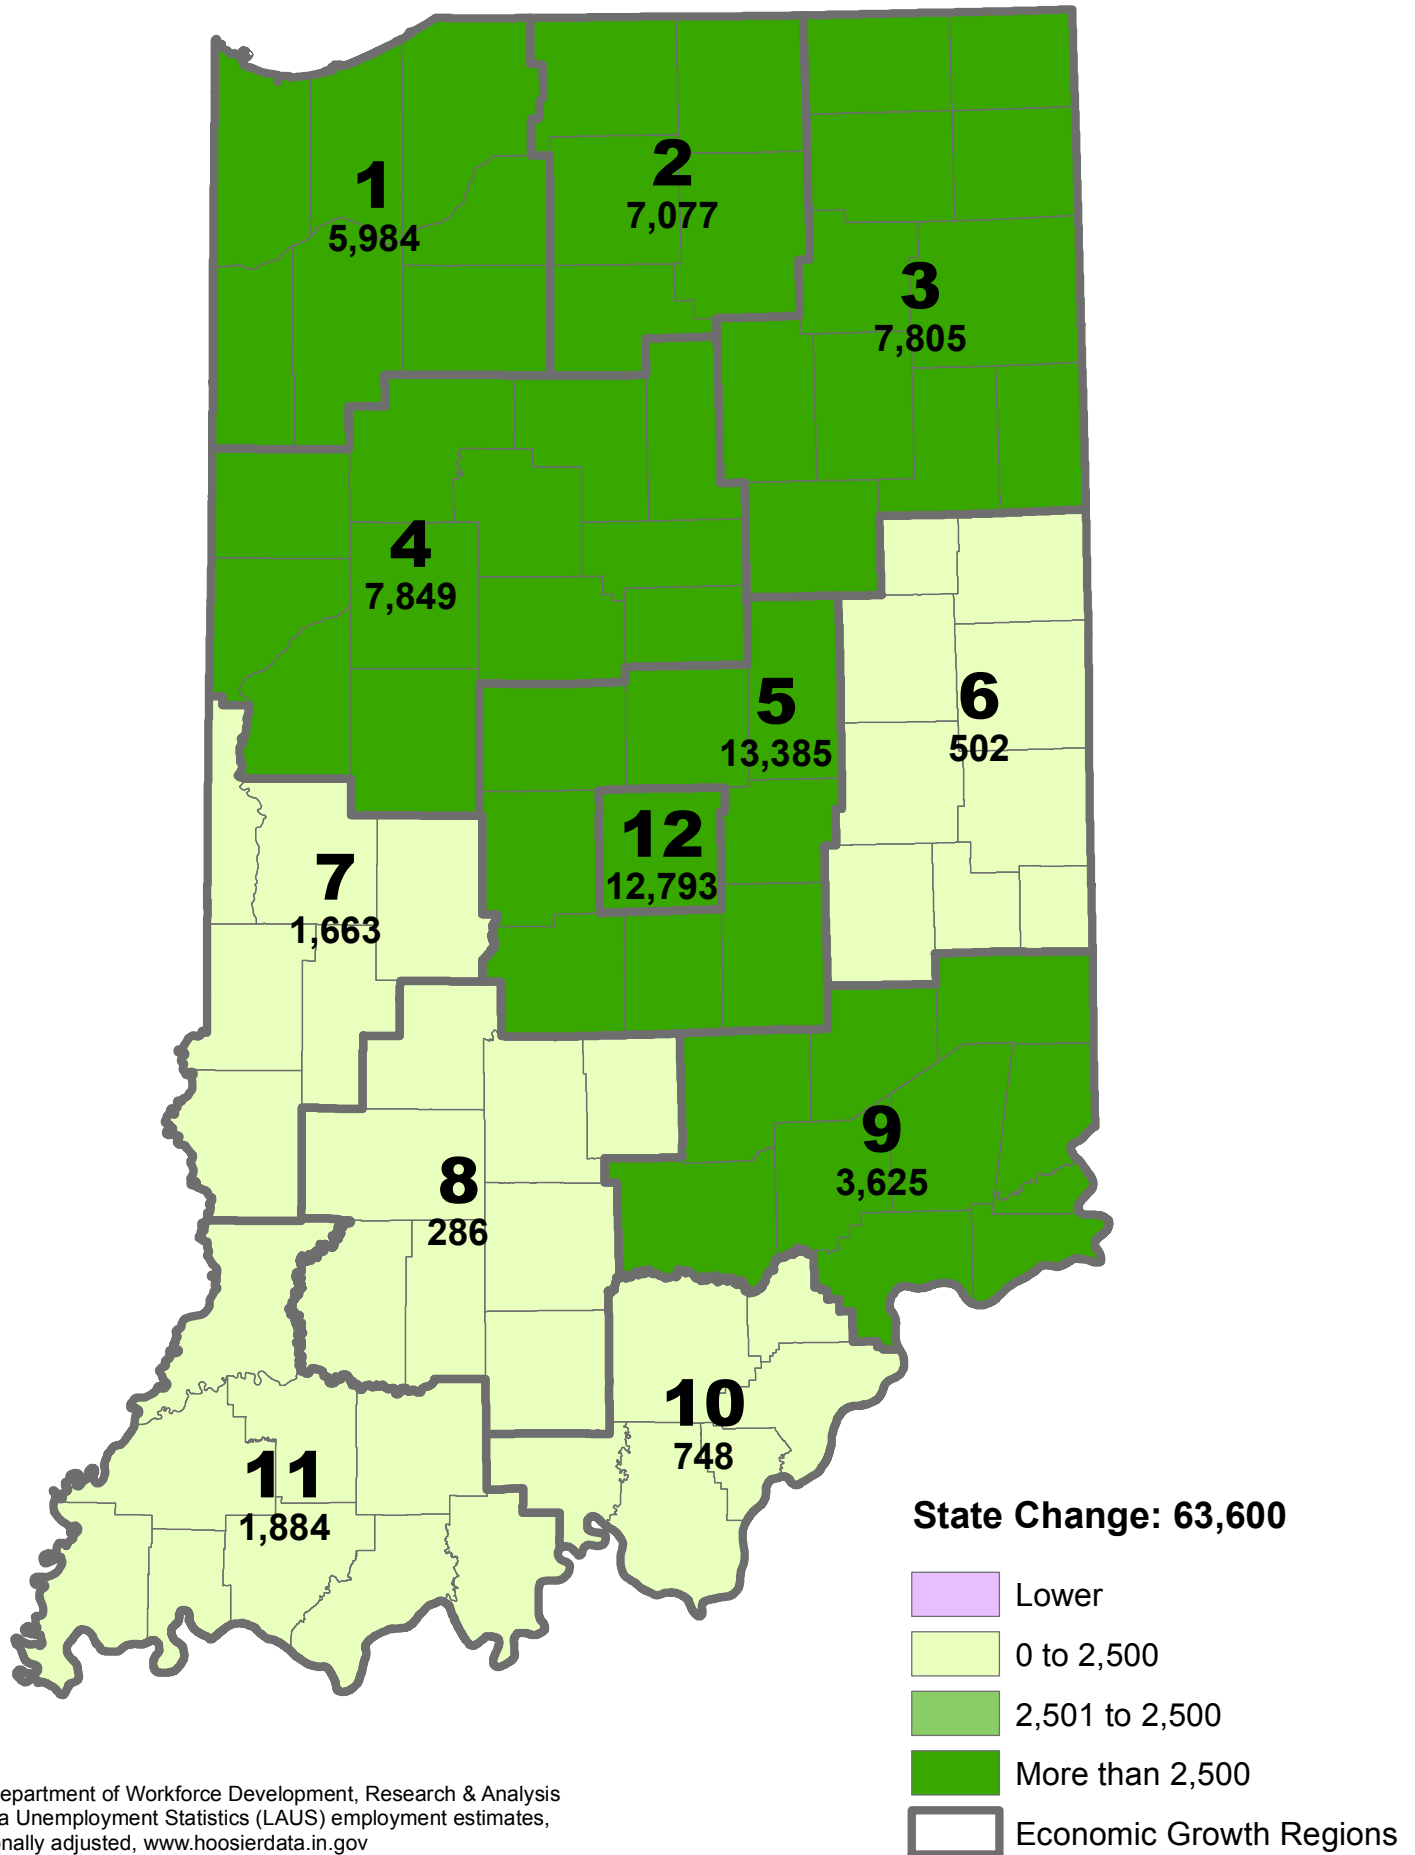 1
5,984
2
7,077
3
7,805
4
7,849
5
13,385
6
502
12
12,793
7
1,663
9
3,625
8
286
10
748
11
1,884
State Change: 63,600
Lower
0 to 2,500
2,501 to 2,500
More than 2,500
Economic Growth Regions
epartment of Workforce Development, Research & Analysis
a Unemployment Statistics (LAUS) employment estimates,
onally adjusted, www.hoosierdata.in.gov